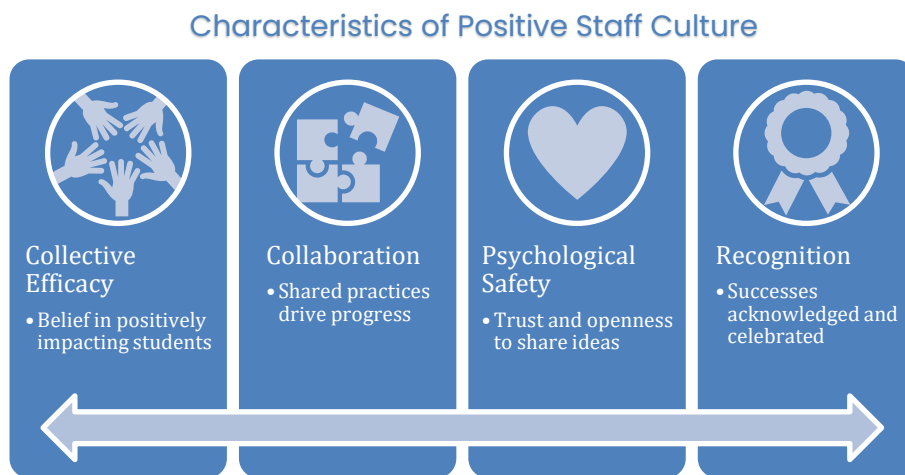 Characteristics of Positive Staff Culture
Collective
Efficacy
• Belief in positively
impacting students
Collaboration
• Shared practices
drive progress
Psychological
Safety
• Trust and openness
to share ideas
Recognition
• Successes
acknowledged and
celebrated